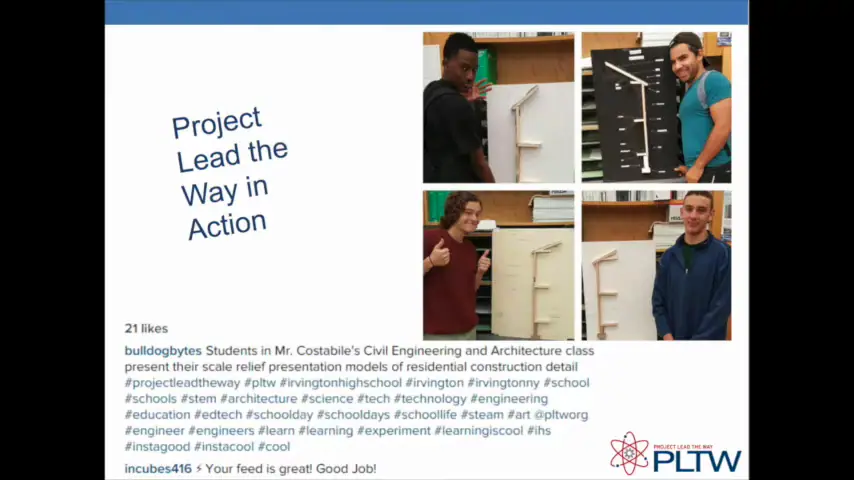 Project
Lead the
Way in
Action
21 likes
bulldogbytes Students in Mr. Costabile's Civil Engineering and Architecture class
present their scale relief presentation models of residential construction detail
#projectleadtheway #pltw #irvingtonhighschool #irvington #irvingtonny #school
#schools #stem #architecture #science #tech #technology #engineering
#education #edtech #schoolday #schooldays #schoollife #steam #art @pltworg
#engineer #engineers #learn #learning #experiment #learningiscool #ihs
#instagood #instacool #cool
incubes416 ⚡ Your feed is great! Good Job!
PROJECT LEAD THE WAY
PLTW